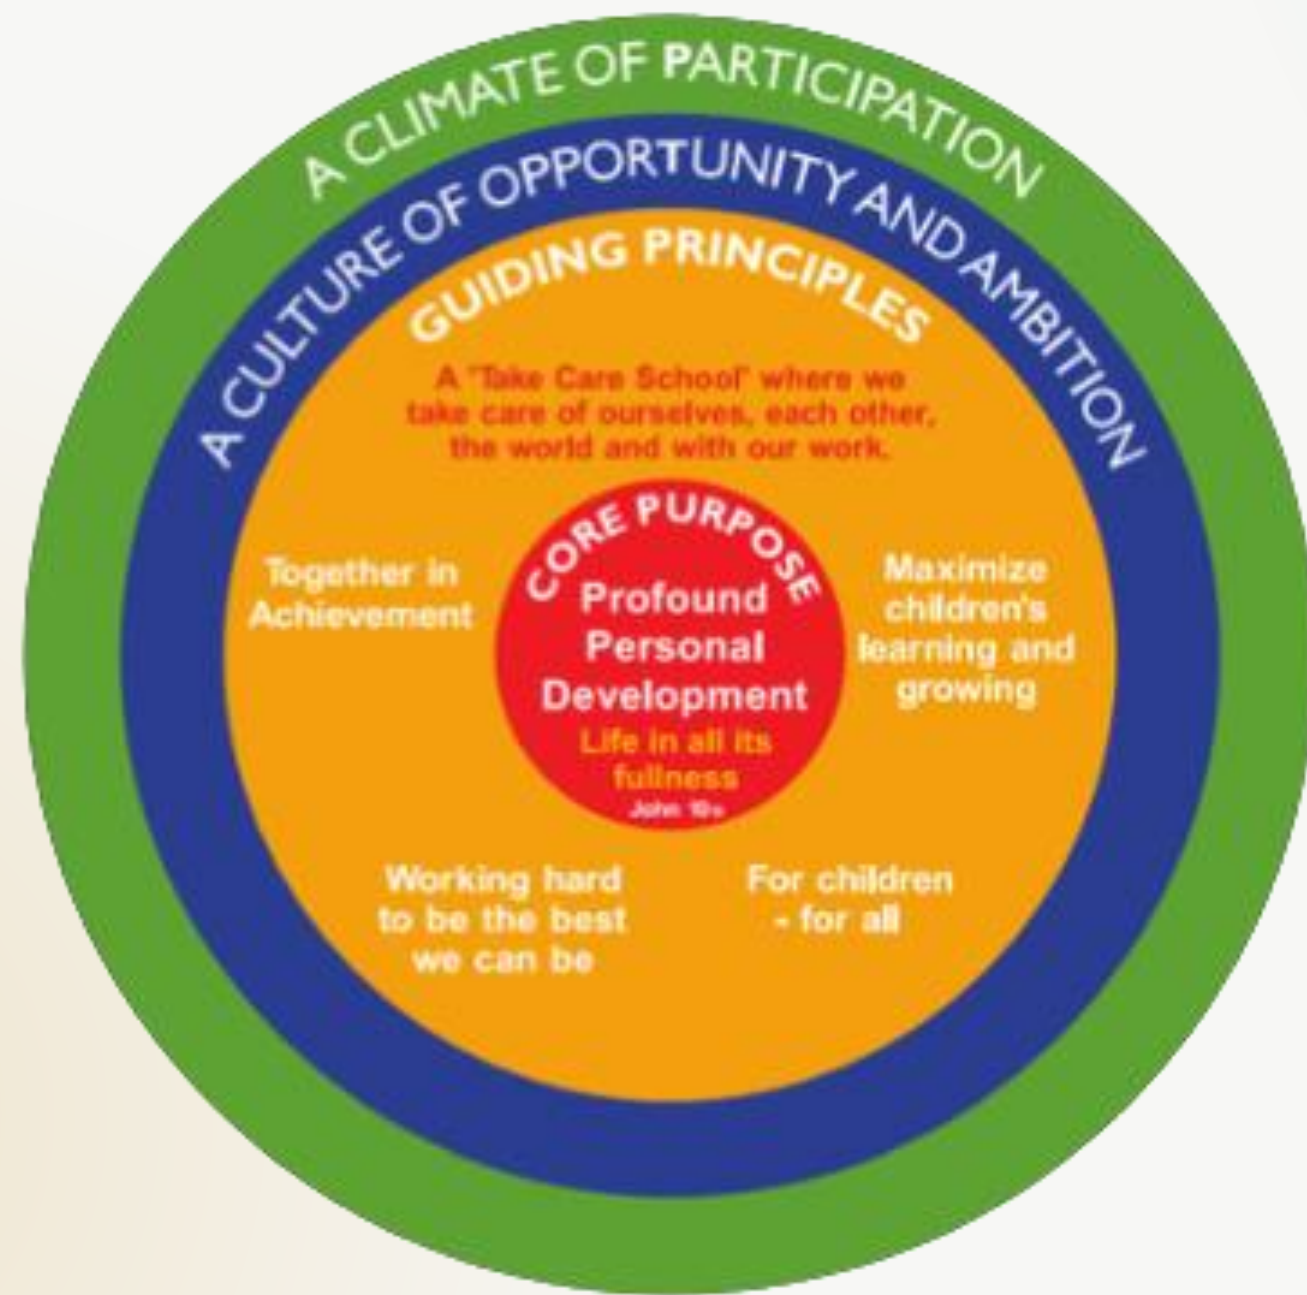 A CLIMATE OF PARTICIPATION
A CULTURE OF OPPORTUNITY AND AMBITION
GUIDING PRINCIPLES
A "Take Care School" where we
take care of ourselves, each other,
the world and with our work.
CORE PURPOSE
Profound
Personal
Development
Life in all its
fullness
John
Together in
Achievement
Maximize
children's
learning and
growing
Working hard
to be the best
we can be
For children
- for all